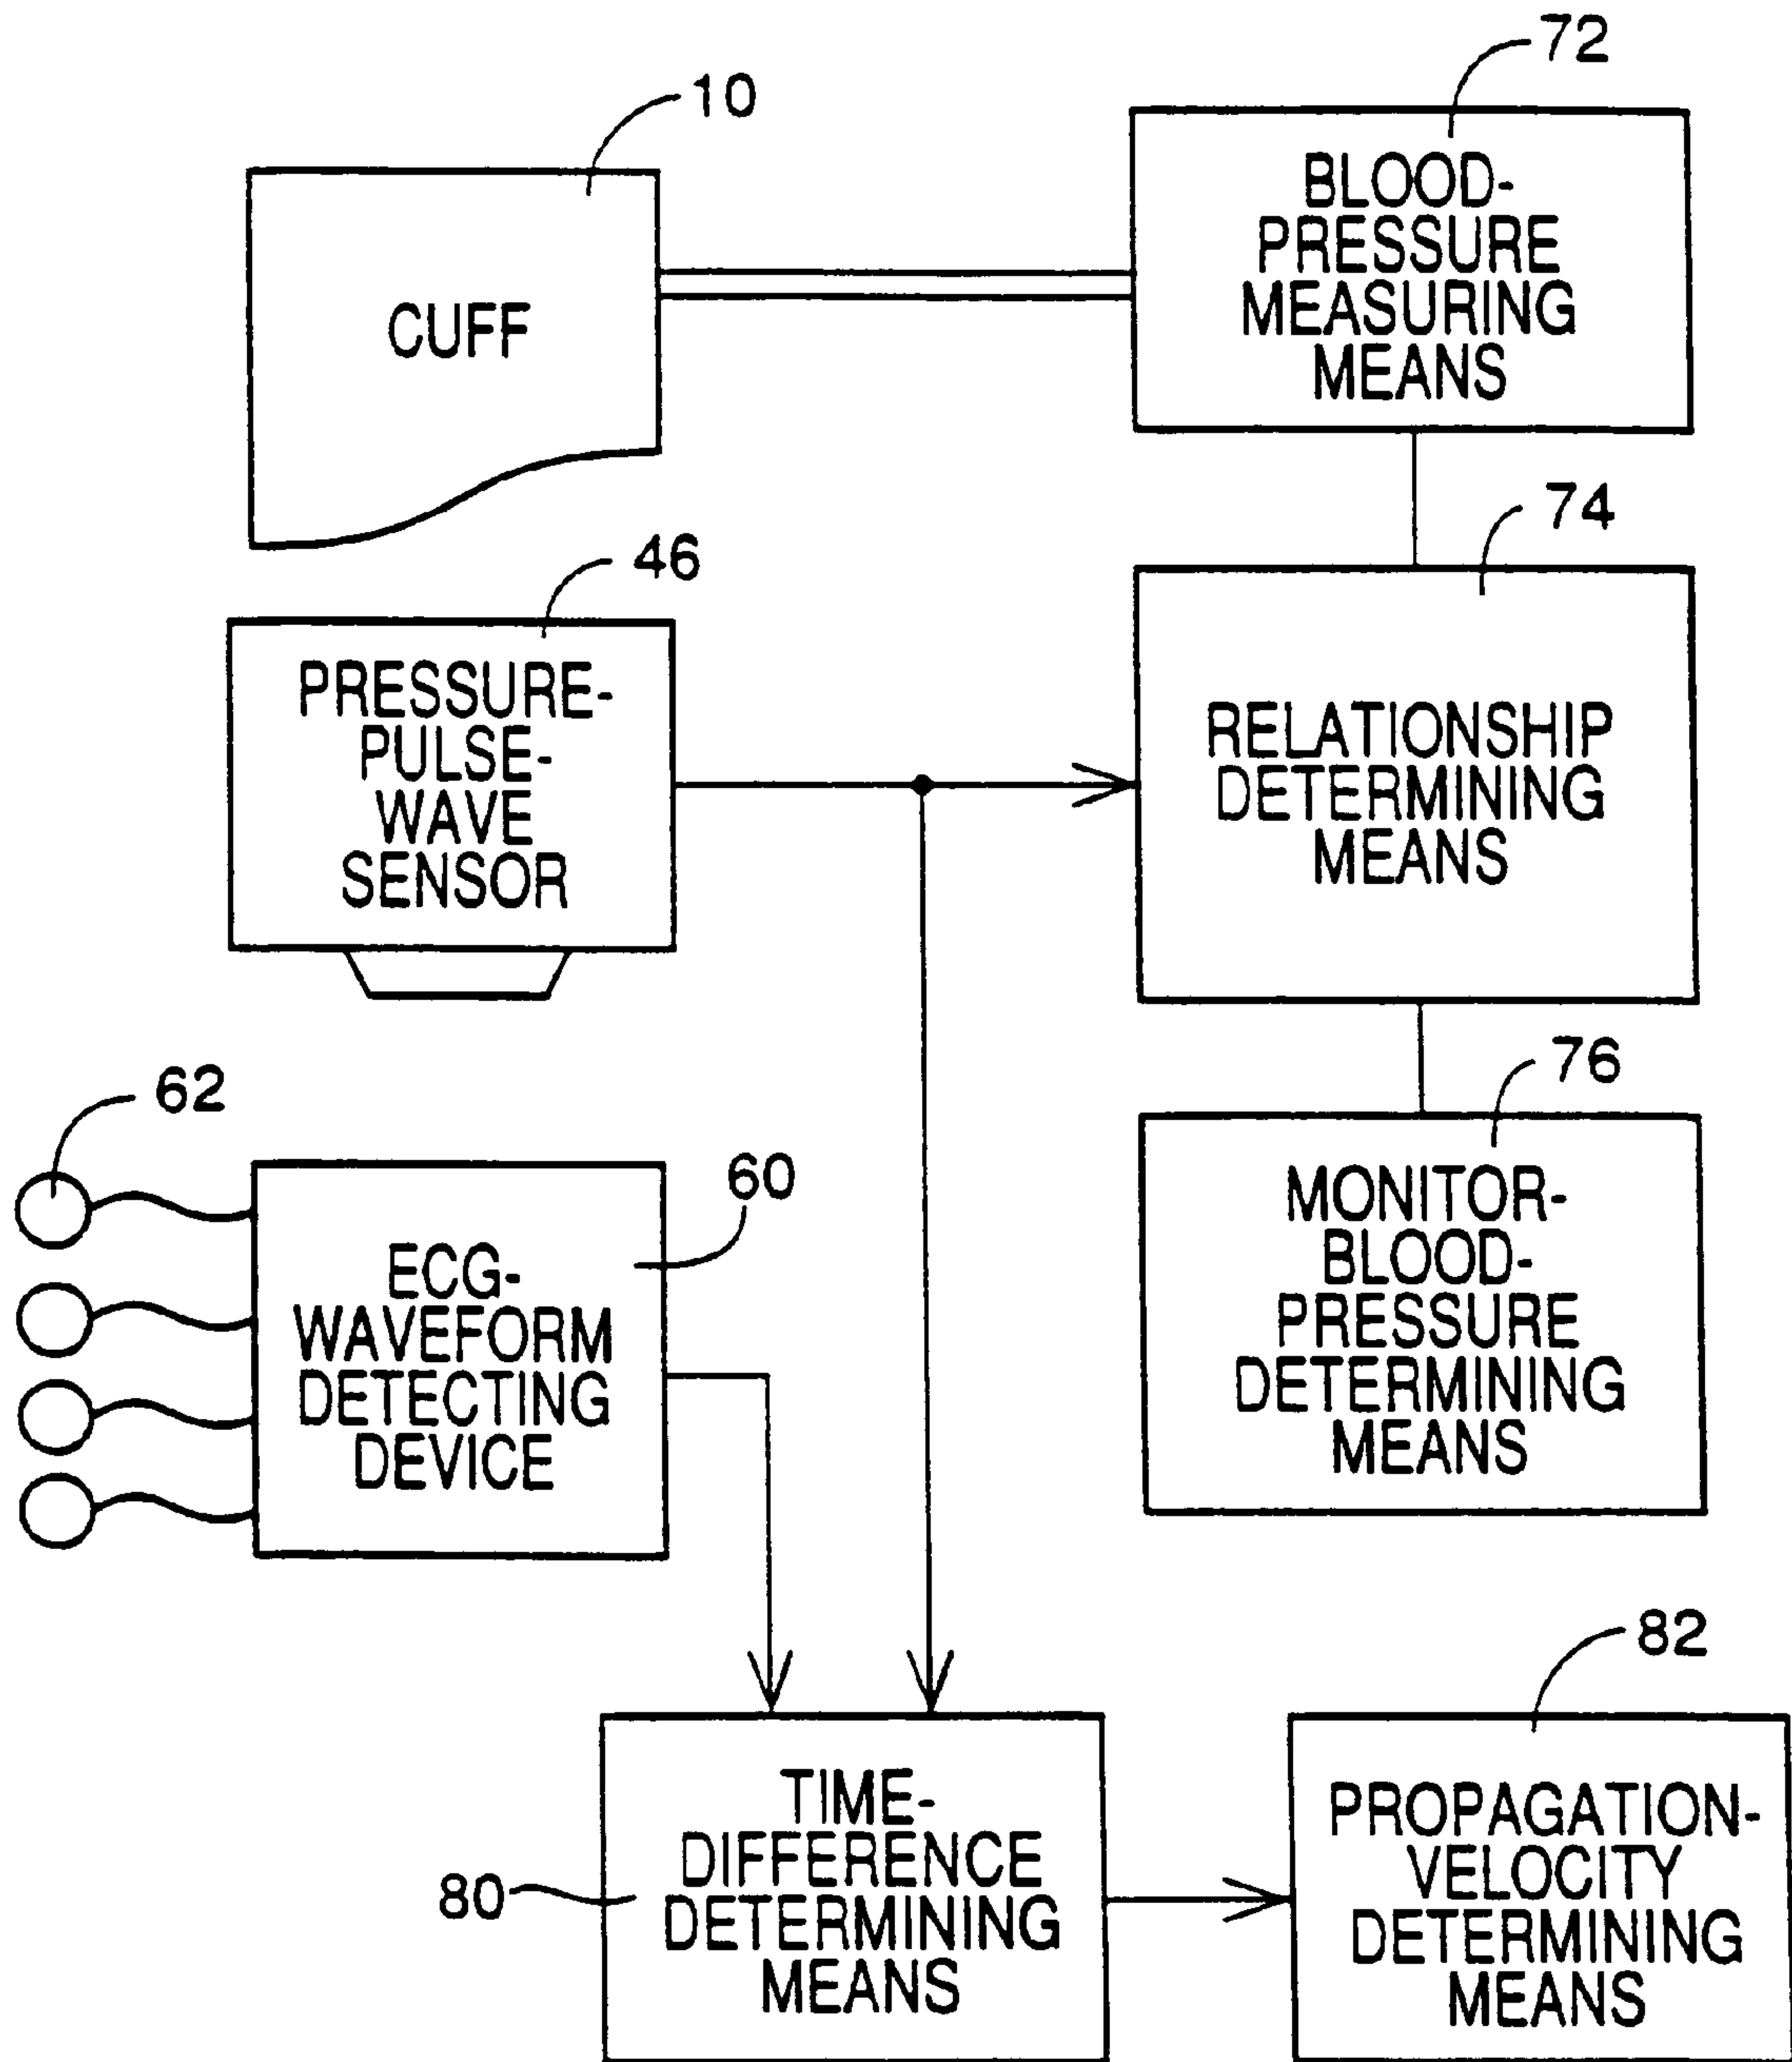 72
10
BLOOD-
PRESSURE
MEASURING
MEANS
CUFF
74
46
PRESSURE-
PULSE-
WAVE
SENSOR
RELATIONSHIP
DETERMINING
MEANS
76
62
60
MONITOR-
BLOOD-
PRESSURE
DETERMINING
MEANS
ECG-
WAVEFORM
DETECTING
DEVICE
82
TIME-
DIFFERENCE
DETERMINING
MEANS
80
PROPAGATION-
VELOCITY
DETERMINING
MEANS